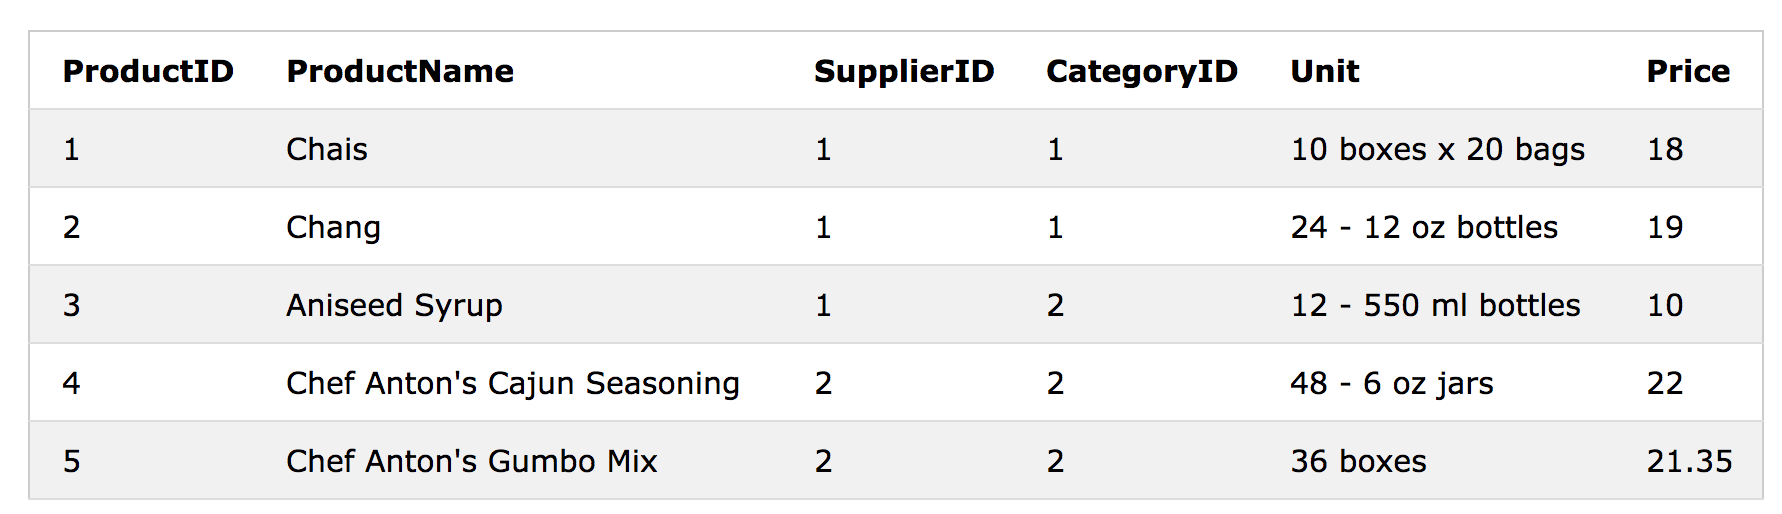 ProductID ProductName SupplierID CategoryID Unit Price
1 Chais 1 1 10 boxes x 20 bags 18
2 Chang 1 1 24 - 12 oz bottles 19
3 Aniseed Syrup 1 2 12 - 550 ml bottles 10
4 Chef Anton's Cajun Seasoning 2 2 48 - 6 oz jars 22
5 Chef Anton's Gumbo Mix 2 2 36 boxes 21.35